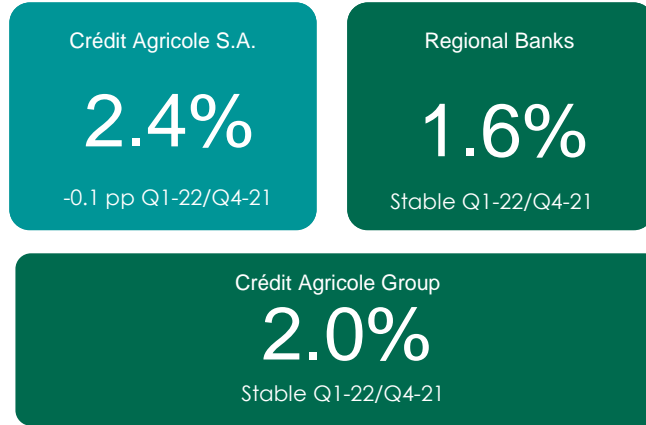 Crédit Agricole S.A.
2.4%
-0.1 pp Q1-22/Q4-21
Regional Banks
1.6%
Stable Q1-22/Q4-21
Crédit Agricole Group
2.0%
Stable Q1-22/Q4-21